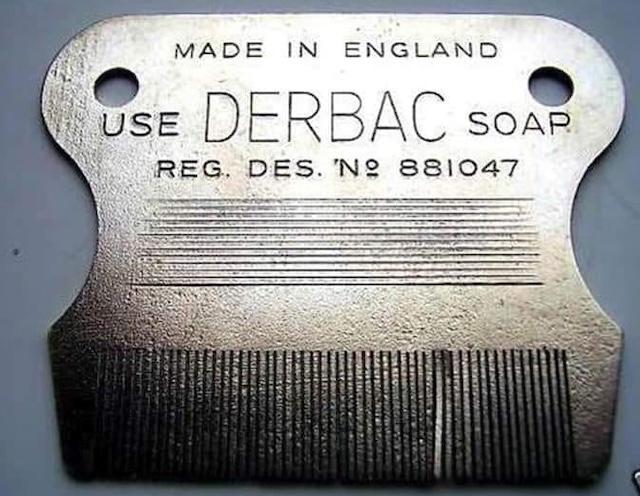 MADE IN ENGLAND
USE DERBAC SOAP
REG. DES. Nº 881047